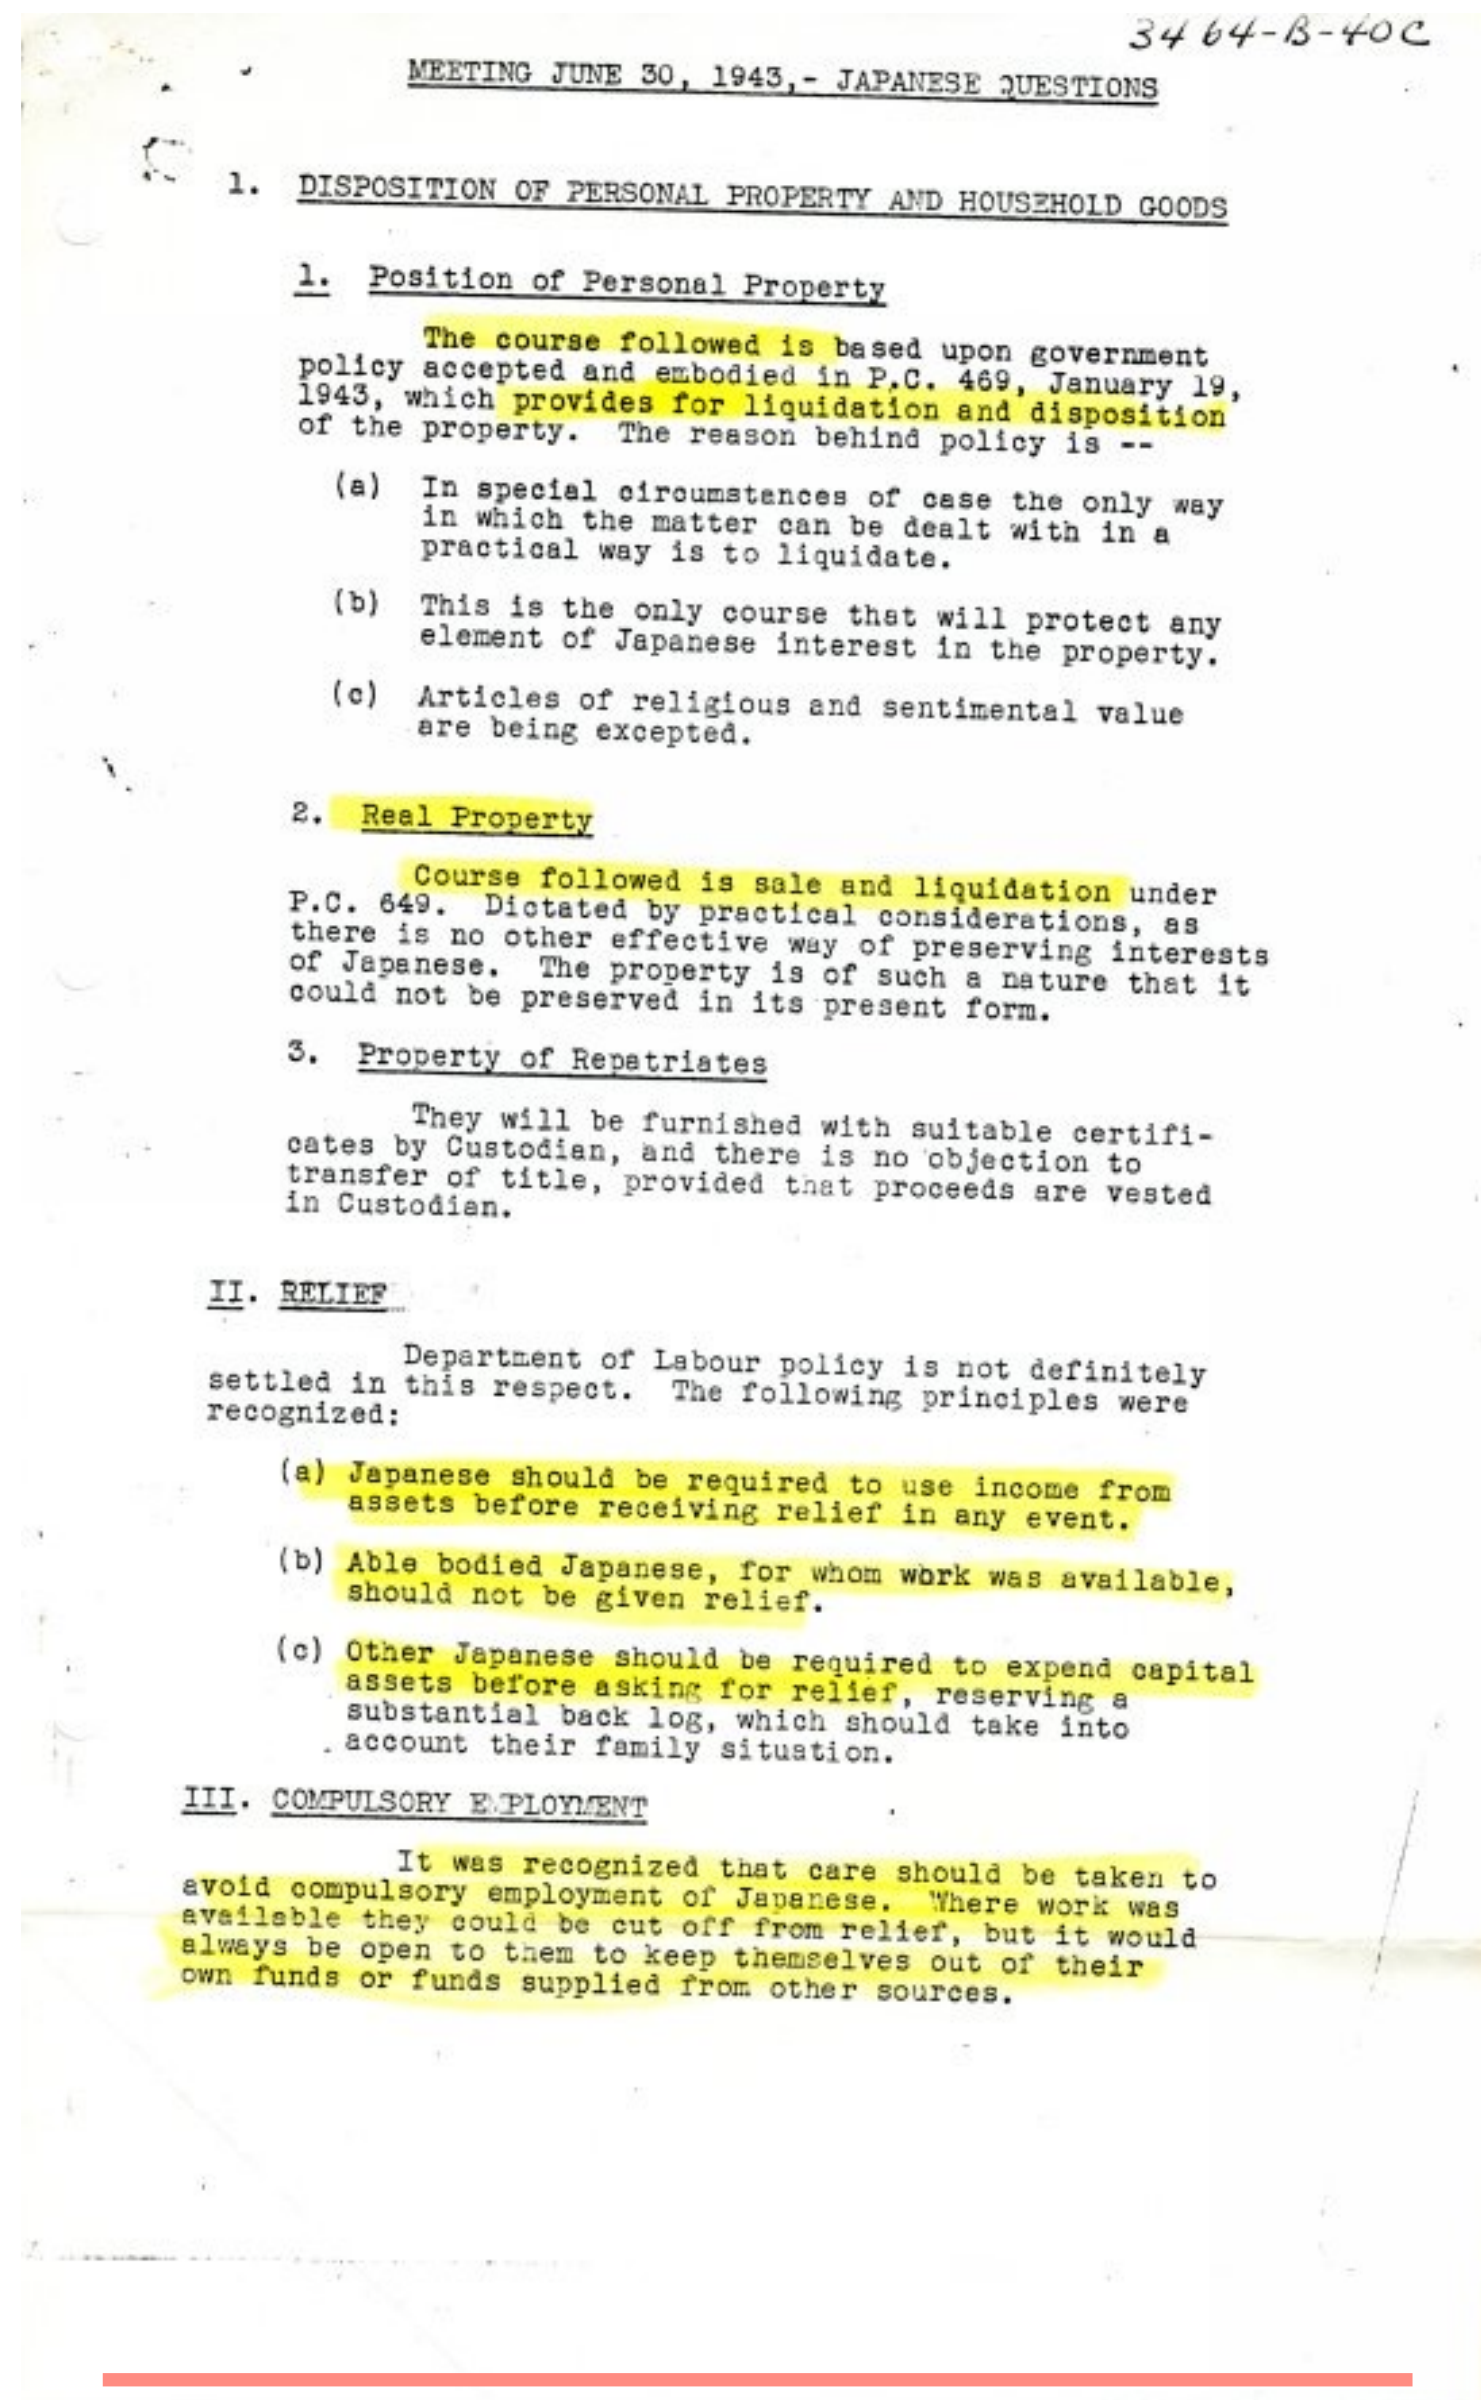 3464-B-40C
MEETING JUNE 30, 1943,- JAPANESE QUESTIONS
1. DISPOSITION OF PERSONAL PROPERTY AND HOUSEHOLD GOODS
1. Position of Personal Property
The course followed is based upon government
policy accepted and embodied in P.C. 469, January 19,
1943, which provides for liquidation and disposition
of the property. The reason behind policy is --
(a) In special circumstances of case the only way
in which the matter can be dealt with in a
practical way is to liquidate.
(b) This is the only course that will protect any
element of Japanese interest in the property.
(c) Articles of religious and sentimental value
are being excepted.
2. Real Property
Course followed is sale and liquidation under
P.C. 649. Dictated by practical considerations, as
there is no other effective way of preserving interests
of Japanese. The property is of such a nature that it
could not be preserved in its present form.
3. Property of Repatriates
They will be furnished with suitable certifi-
cates by Custodian, and there is no objection to
transfer of title, provided that proceeds are vested
in Custodian.
II. RELIEF
Department of Labour policy is not definitely
settled in this respect. The following principles were
recognized:
(a) Japanese should be required to use income from
assets before receiving relief in any event.
(b) Able bodied Japanese, for whom work was available,
should not be given relief.
(c) Other Japanese should be required to expend capital
assets before asking for relief, reserving a
substantial back log, which should take into
account their family situation.
III. COMPULSORY EMPLOYMENT
It was recognized that care should be taken to
avoid compulsory employment of Japanese. Where work was
available they could be cut off from relief, but it would
always be open to them to keep themselves out of their
own funds or funds supplied from other sources.